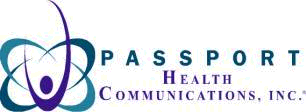 PASSPORT
HEALTH
COMMUNICATIONS, INC.®